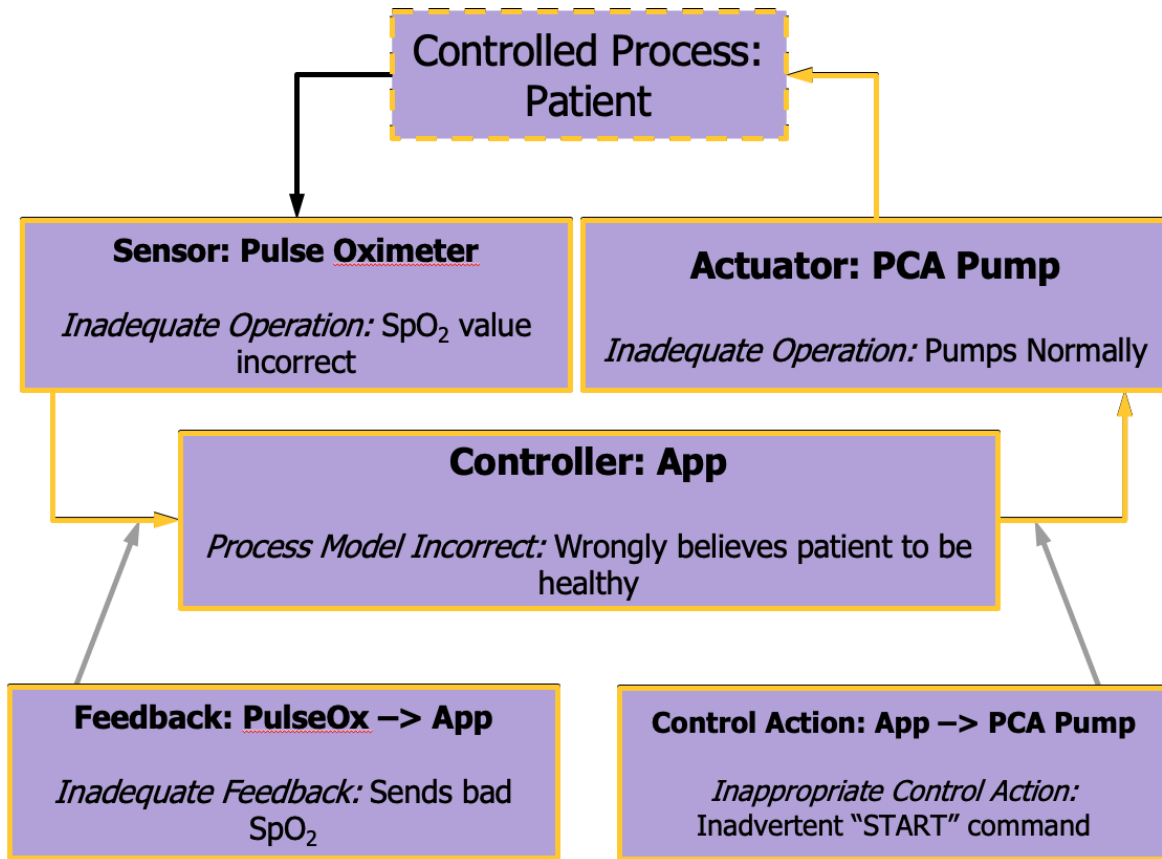 Controlled Process:
Patient
Sensor: Pulse Oximeter
Inadequate Operation: SpO₂ value
incorrect
Actuator: PCA Pump
Inadequate Operation: Pumps Normally
Controller: App
Process Model Incorrect: Wrongly believes patient to be
healthy
Feedback: PulseOx –> App
Inadequate Feedback: Sends bad
SpO₂
Control Action: App –> PCA Pump
Inappropriate Control Action:
Inadvertent “START” command